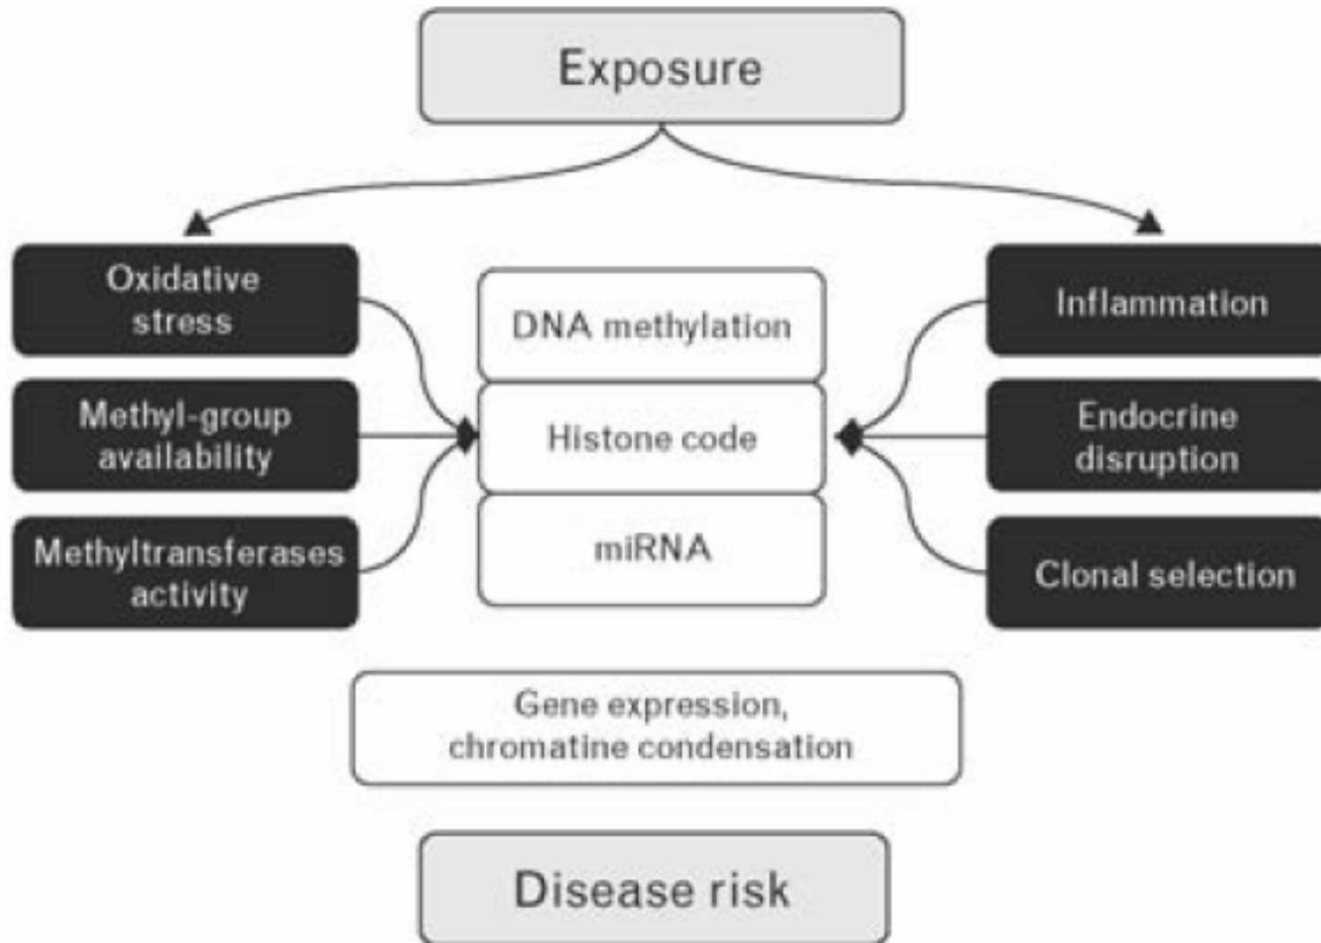 Exposure
Oxidative
stress
Methyl-group
availability
Methyltransferases
activity
DNA methylation
Histone code
miRNA
Inflammation
Endocrine
disruption
Clonal selection
Gene expression,
chromatine condensation
Disease risk